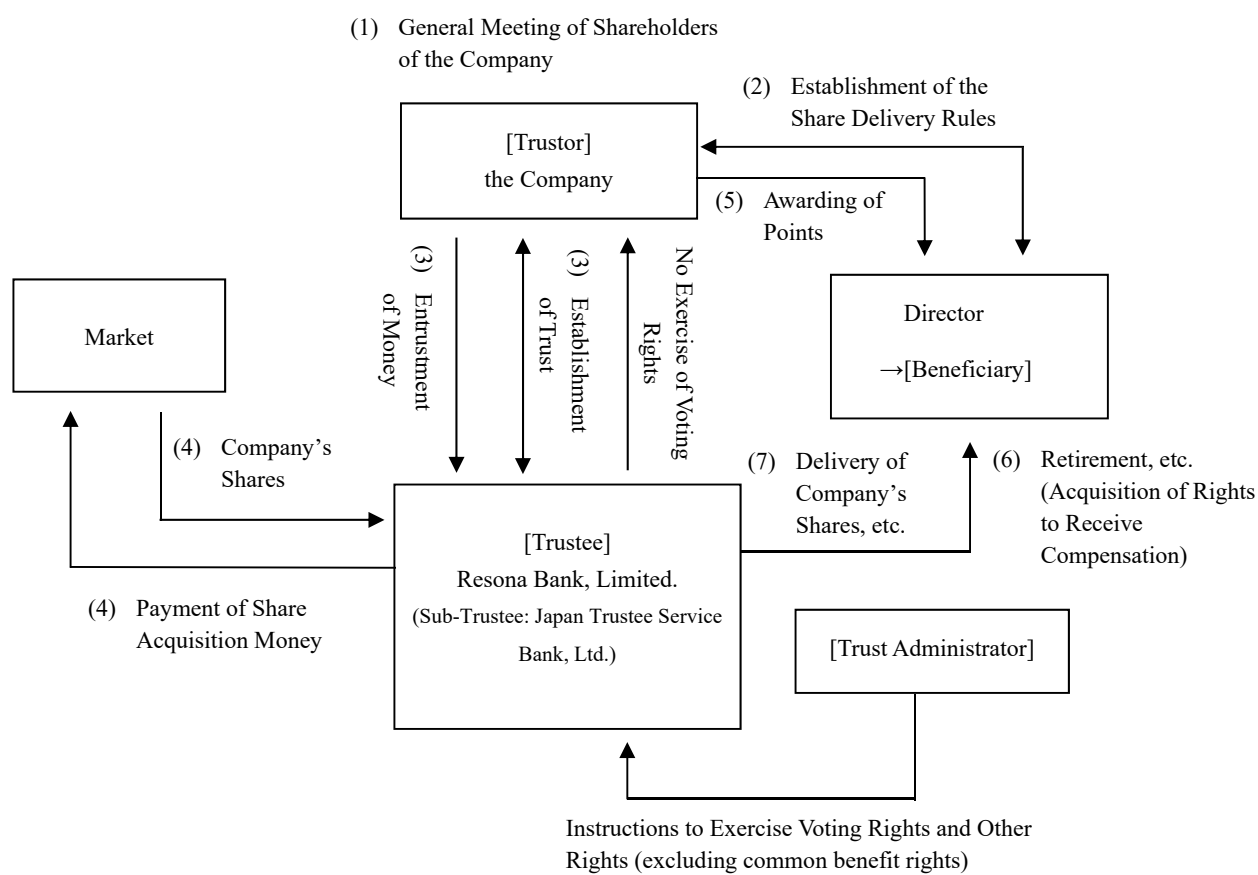 (1) General Meeting of Shareholders
of the Company
(2) Establishment of the
Share Delivery Rules
[Trustor]
the Company
(5) Awarding of
Points
(3) Entrustment
of Money
(3) Establishment
of Trust
No Exercise of Voting
Rights
Market
Director
→[Beneficiary]
(4) Company’s
Shares
(7) Delivery of
Company’s
Shares, etc.
(6) Retirement, etc.
(Acquisition of Rights
to Receive
Compensation)
[Trustee]
Resona Bank, Limited.
(Sub-Trustee: Japan Trustee Service
Bank, Ltd.)
(4) Payment of Share
Acquisition Money
[Trust Administrator]
Instructions to Exercise Voting Rights and Other
Rights (excluding common benefit rights)